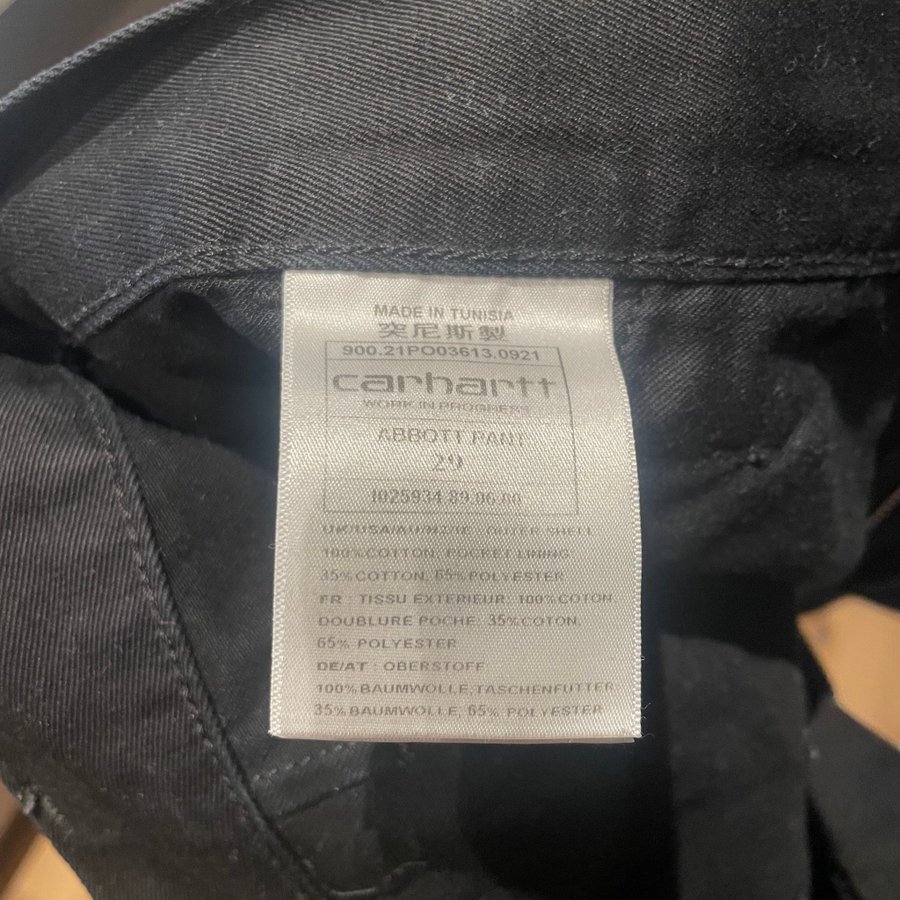 MADE IN TUNISIA
突尼斯製
900.21PO03613.0921
carhartt
WORK IN PROGRESS
ABBOTT PANT
29
I025934.89.06.00
UK/USA/AU/NZ/IE : OUTER SHELL
100%COTTON; POCKET LINING:
35%COTTON, 65%POLYESTER
FR : TISSU EXTERIEUR: 100%COTON,
DOUBLURE POCHE: 35%COTON,
65% POLYESTER
DE/AT : OBERSTOFF
100%BAUMWOLLE,TASCHENFUTTER
35%BAUMWOLLE, 65% POLYESTER